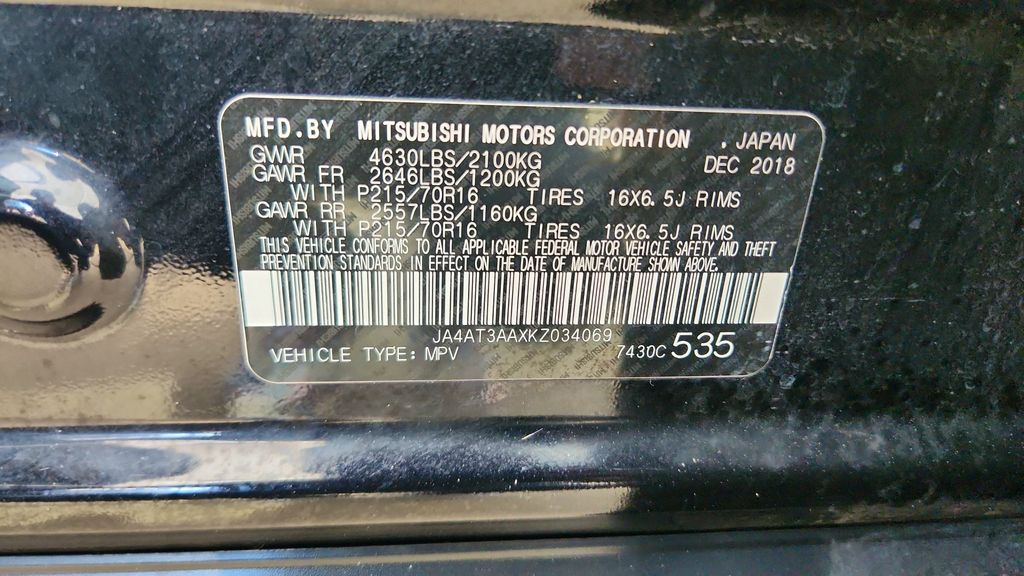 MFD.BY MITSUBISHI MOTORS CORPORATION , JAPAN
GVWR 4630LBS/2100KG DEC 2018
GAWR FR 2646LBS/1200KG
WITH P215/70R16 TIRES 16X6.5J RIMS
GAWR RR 2557LBS/1160KG
WITH P215/70R16 TIRES 16X6.5J RIMS
THIS VEHICLE CONFORMS TO ALL APPLICABLE FEDERAL MOTOR VEHICLE SAFETY AND THEFT
PREVENTION STANDARDS IN EFFECT ON THE DATE OF MANUFACTURE SHOWN ABOVE.
JA4AT3AAXKZ034069
VEHICLE TYPE: MPV 7430C 535